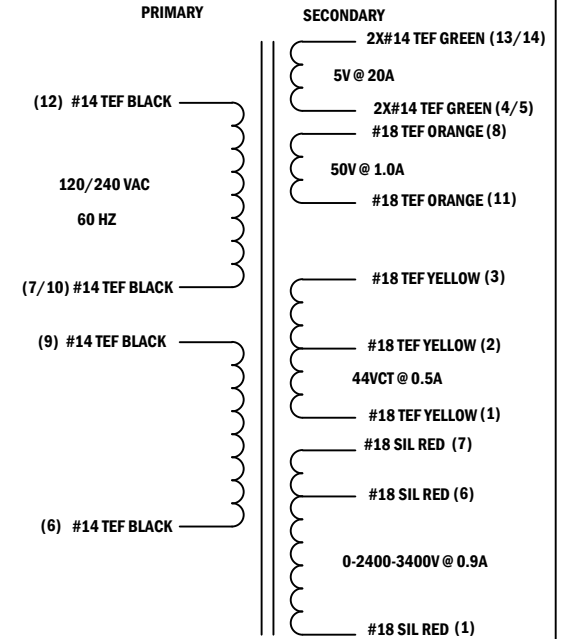 PRIMARY
SECONDARY
2X#14 TEF GREEN (13/14)
5V @ 20A
(12) #14 TEF BLACK
2X#14 TEF GREEN (4/5)
#18 TEF ORANGE (8)
50V @ 1.0A
120/240 VAC
#18 TEF ORANGE (11)
60 HZ
#18 TEF YELLOW (3)
(7/10) #14 TEF BLACK
(9) #14 TEF BLACK
#18 TEF YELLOW (2)
44VCT @ 0.5A
#18 TEF YELLOW (1)
#18 SIL RED (7)
#18 SIL RED (6)
(6) #14 TEF BLACK
0-2400-3400V @ 0.9A
#18 SIL RED (1)